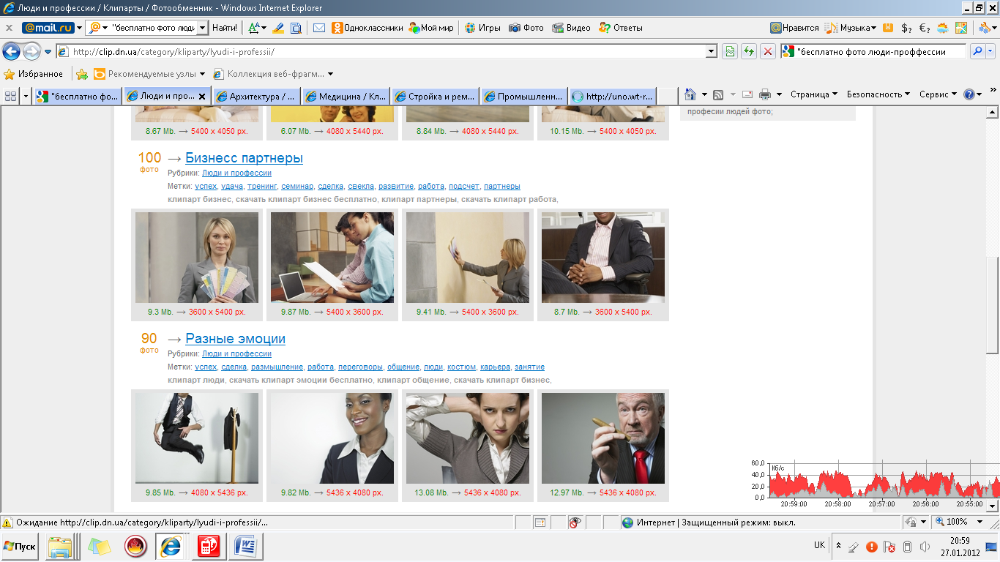 Люди и профессии / Клипарты / Фотообменник - Windows Internet Explorer
@mail.ru "бесплатно фото люди Найти! Одноклассники Мой мир Игры Фото Видео Ответы Нравится Музыка
http://clip.dn.ua/category/kliparty/lyudi-i-professii/ "бесплатно фото люди-проффессии
Избранное Рекомендуемые узлы Коллекция веб-фрагм...
"бесплатно фо... Люди и про... Архитектура / ... Медицина / Кл... Стройка и рем... Промышленн... http://uno.wt-r... Страница Безопасность Сервис
професии людей фото;
8.67 Mb. → 5400 x 4050 px. 6.07 Mb. → 4080 x 5440 px. 8.84 Mb. → 4080 x 5440 px. 10.15 Mb. → 5400 x 4050 px.
100 → Бизнесс партнеры
фото
Рубрики: Люди и профессии
Метки: успех, удача, тренинг, семинар, сделка, свекла, развитие, работа, подсчет, партнеры
клипарт бизнес, скачать клипарт бизнес бесплатно, клипарт партнеры, скачать клипарт работа,
9.3 Mb. → 3600 x 5400 px. 9.87 Mb. → 5400 x 3600 px. 9.41 Mb. → 5400 x 3600 px. 8.7 Mb. → 3600 x 5400 px.
90 → Разные эмоции
фото
Рубрики: Люди и профессии
Метки: успех, сделка, размышление, работа, переговоры, общение, люди, костюм, карьера, занятие
клипарт люди, скачать клипарт эмоции бесплатно, клипарт общение, скачать клипарт бизнес,
9.85 Mb. → 4080 x 5436 px. 9.82 Mb. → 5436 x 4080 px. 13.08 Mb. → 5436 x 4080 px. 12.97 Mb. → 5436 x 4080 px.
60,0 Кб/с
40,0
20,0
0,0
20:59:00 20:58:00 20:57:00 20:56:00 20:55:00
Ожидание http://clip.dn.ua/category/kliparty/lyudi-i-professii/... Интернет | Защищенный режим: выкл. 100%
Пуск UK 20:59
27.01.2012